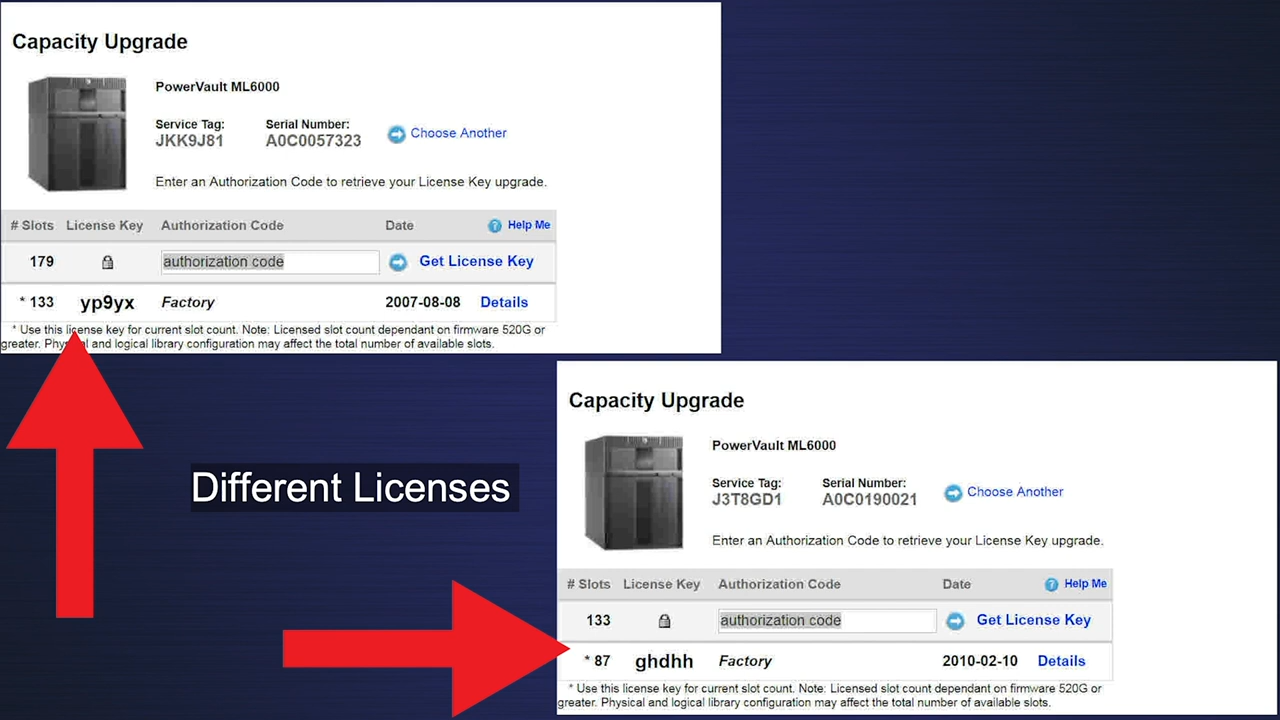 Capacity Upgrade
PowerVault ML6000
Service Tag: Serial Number:
JKK9J81 A0C0057323 Choose Another
Enter an Authorization Code to retrieve your License Key upgrade.
# Slots License Key Authorization Code Date ? Help Me
179 authorization code Get License Key
* 133 yp9yx Factory 2007-08-08 Details
* Use this license key for current slot count. Note: Licensed slot count dependant on firmware 520G or
greater. Physical and logical library configuration may affect the total number of available slots.
Different Licenses
Capacity Upgrade
PowerVault ML6000
Service Tag: Serial Number:
J3T8GD1 A0C0190021 Choose Another
Enter an Authorization Code to retrieve your License Key upgrade.
# Slots License Key Authorization Code Date ? Help Me
133 authorization code Get License Key
* 87 ghdhh Factory 2010-02-10 Details
* Use this license key for current slot count. Note: Licensed slot count dependant on firmware 520G or
greater. Physical and logical library configuration may affect the total number of available slots.